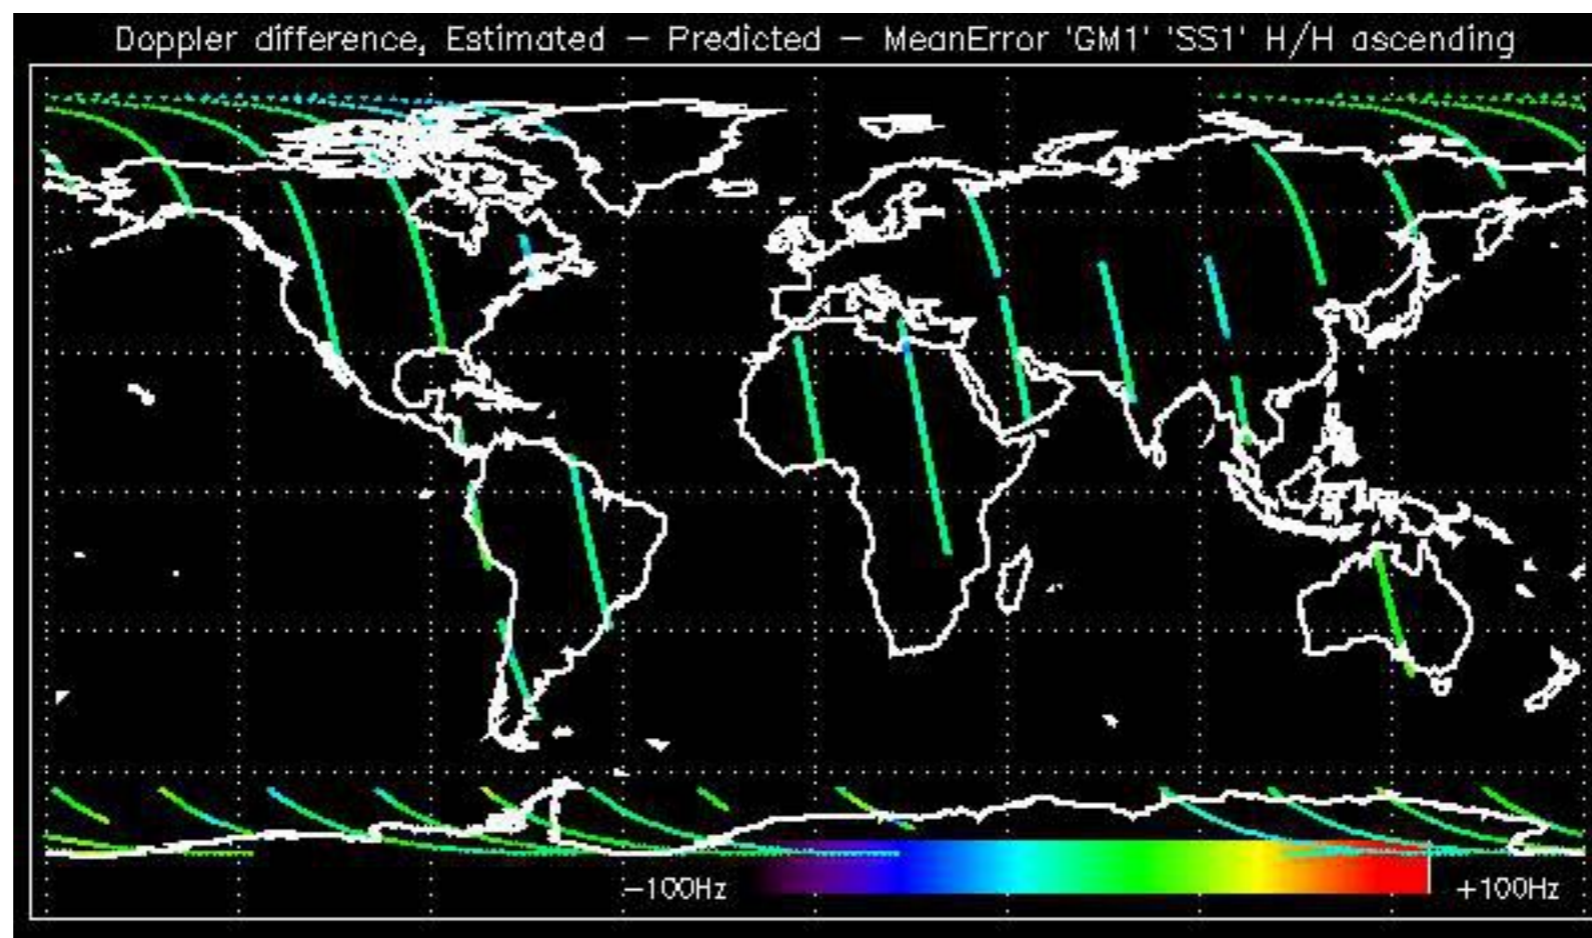 Doppler difference, Estimated — Predicted — MeanError 'GM1' 'SS1' H/H ascending
—100Hz
+100Hz